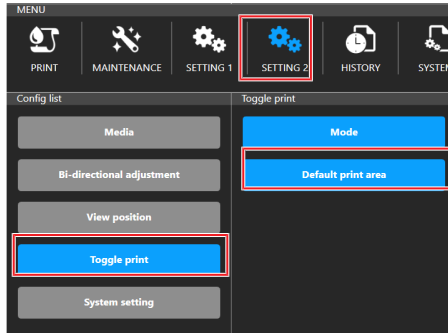 MENU
PRINT
MAINTENANCE
SETTING 1
SETTING 2
HISTORY
SYSTEM
Config list
Toggle print
Media
Mode
Bi-directional adjustment
Default print area
View position
Toggle print
System setting